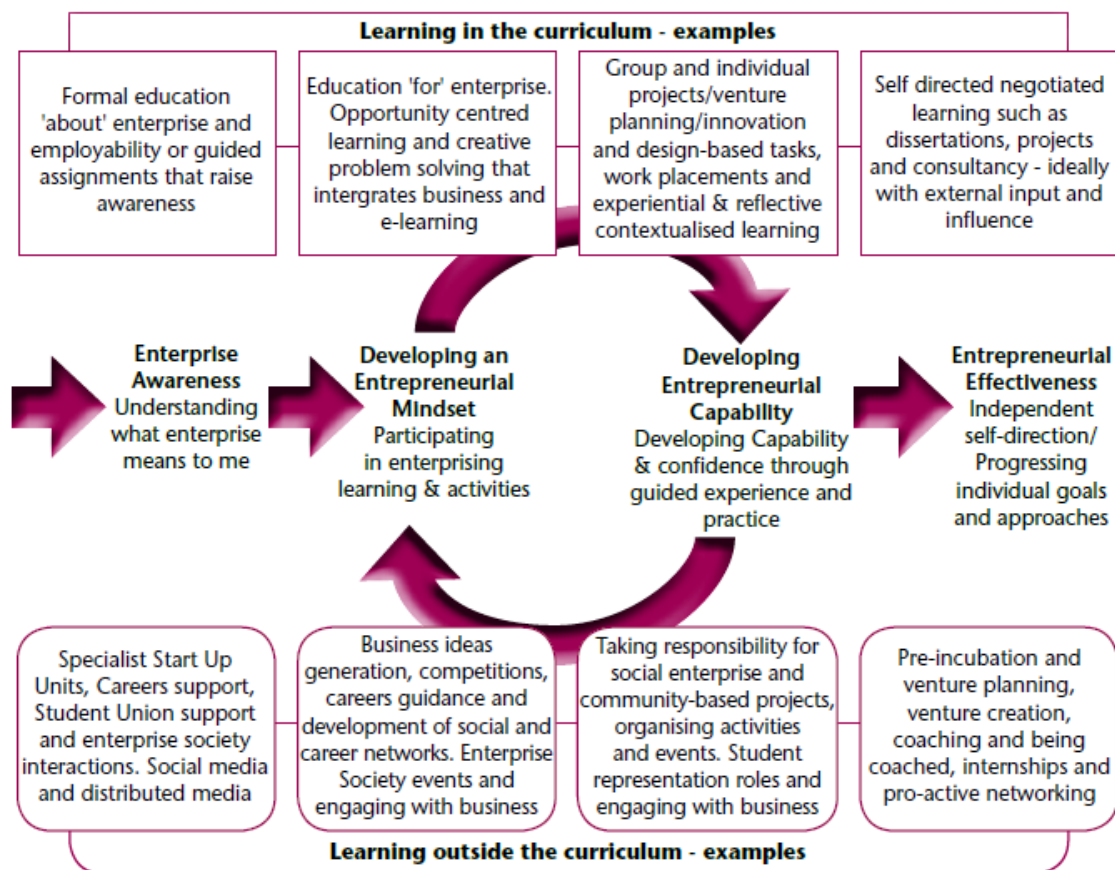 Learning in the curriculum - examples
Formal education
'about' enterprise and
employability or guided
assignments that raise
awareness
Education 'for' enterprise.
Opportunity centred
learning and creative
problem solving that
intergrates business and
e-learning
Group and individual
projects/venture
planning/innovation
and design-based tasks,
work placements and
experiential & reflective
contextualised learning
Self directed negotiated
learning such as
dissertations, projects
and consultancy - ideally
with external input and
influence
Enterprise
Awareness
Understanding
what enterprise
means to me
Developing an
Entrepreneurial
Mindset
Participating
in enterprising
learning & activities
Developing
Entrepreneurial
Capability
Developing Capability
& confidence through
guided experience and
practice
Entrepreneurial
Effectiveness
Independent
self-direction/
Progressing
individual goals
and approaches
Specialist Start Up
Units, Careers support,
Student Union support
and enterprise society
interactions. Social media
and distributed media
Business ideas
generation, competitions,
careers guidance and
development of social and
career networks. Enterprise
Society events and
engaging with business
Taking responsibility for
social enterprise and
community-based projects,
organising activities
and events. Student
representation roles and
engaging with business
Pre-incubation and
venture planning,
venture creation,
coaching and being
coached, internships and
pro-active networking
Learning outside the curriculum - examples